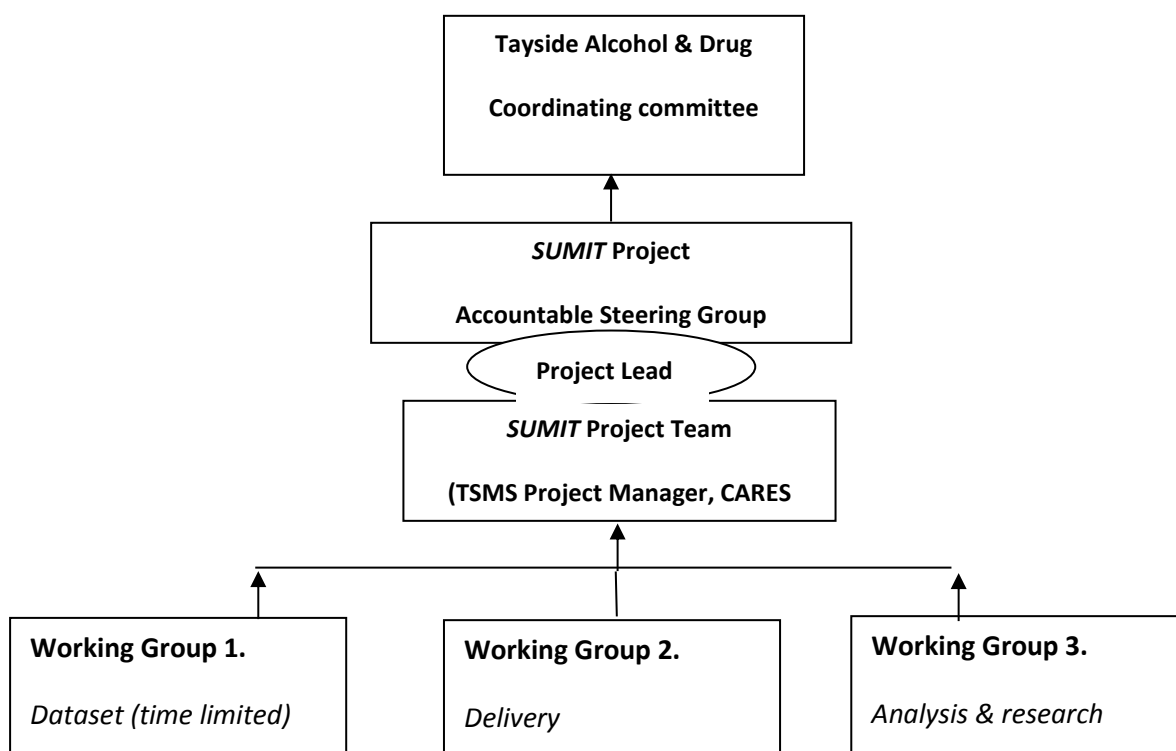 Tayside Alcohol & Drug
Coordinating committee
SUMIT Project
Accountable Steering Group
Project Lead
SUMIT Project Team
(TSMS Project Manager, CARES
Working Group 1.
Dataset (time limited)
Working Group 2.
Delivery
Working Group 3.
Analysis & research